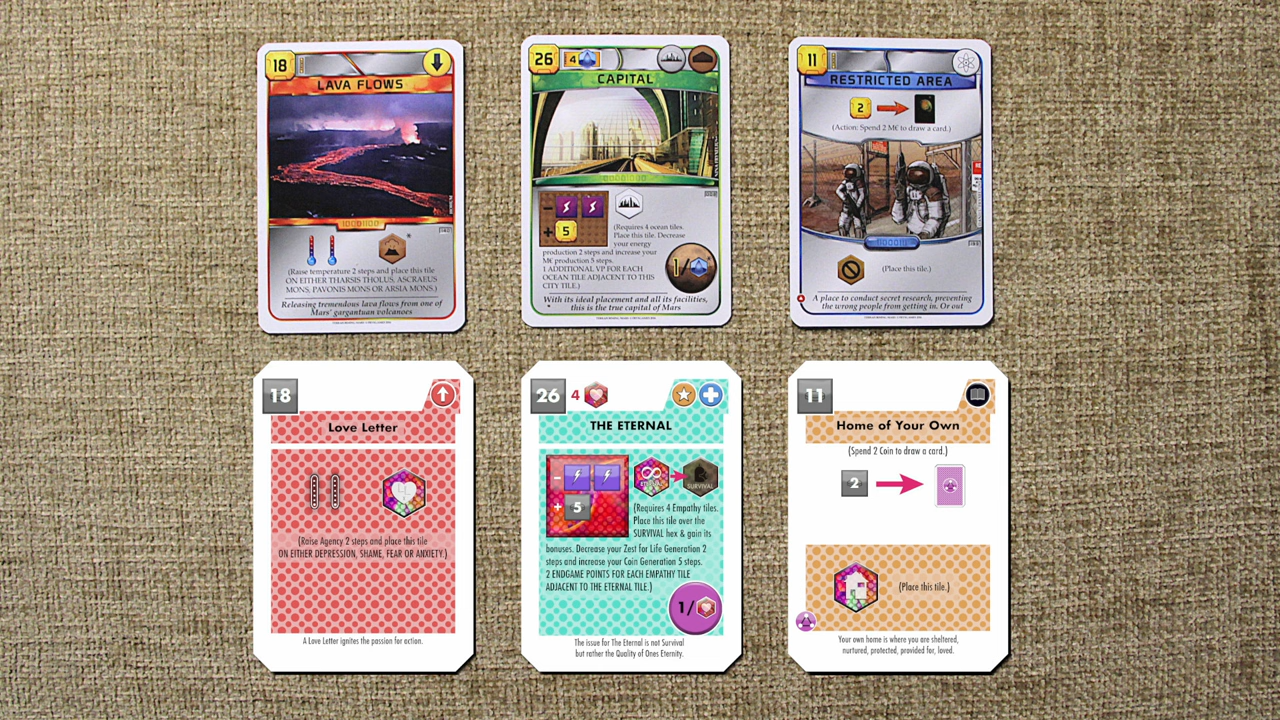 18
LAVA FLOWS
(Raise temperature 2 steps and place this tile
ON EITHER THARSIS THOLUS, ASCRAEUS
MONS, PAVONIS MONS OR ARSIA MONS.)
Releasing tremendous lava flows from one of
Mars' gargantuan volcanoes
26
4
CAPITAL
-
+ 5
(Requires 4 ocean tiles.
Place this tile. Decrease
your energy
production 2 steps and increase your
M€ production 5 steps.
1 ADDITIONAL VP FOR EACH
OCEAN TILE ADJACENT TO THIS
CITY TILE.)
1/
*
With its ideal placement and all its facilities,
this is the true capital of Mars
11
RESTRICTED AREA
2
(Action: Spend 2 M€ to draw a card.)
(Place this tile.)
A place to conduct secret research, preventing
the wrong people from getting in. Or out
18
Love Letter
(Raise Agency 2 steps and place this tile
ON EITHER DEPRESSION, SHAME, FEAR OR ANXIETY.)
A Love Letter ignites the passion for action.
26 4
THE ETERNAL
-
+ 5
SURVIVAL
(Requires 4 Empathy tiles.
Place this tile over the
SURVIVAL hex & gain its
bonuses. Decrease your Zest for Life Generation 2
steps and increase your Coin Generation 5 steps.
2 ENDGAME POINTS FOR EACH EMPATHY TILE
ADJACENT TO THE ETERNAL TILE.)
1/
The issue for The Eternal is not Survival
but rather the Quality of Ones Eternity.
11
Home of Your Own
(Spend 2 Coin to draw a card.)
2
(Place this tile.)
Your own home is where you are sheltered,
nurtured, protected, provided for, loved.